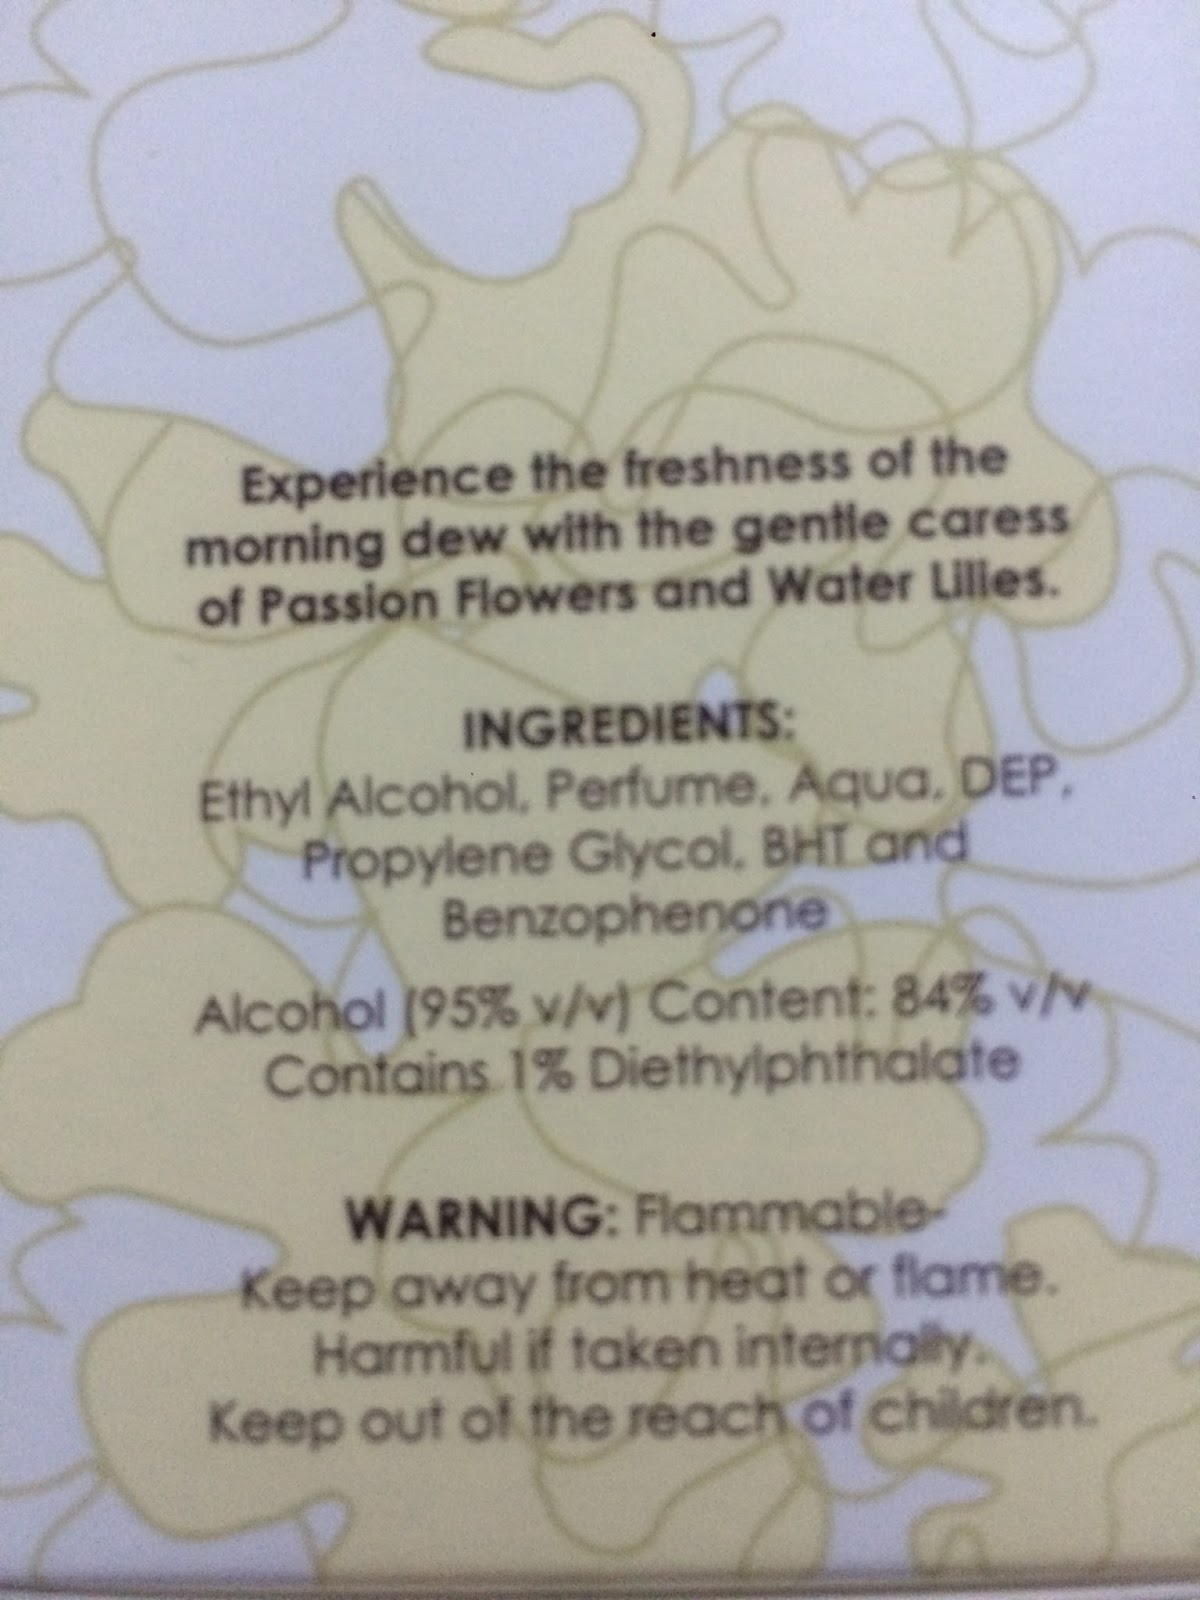 Experience the freshness of the
morning dew with the gentle caress
of Passion Flowers and Water Lilies.
INGREDIENTS:
Ethyl Alcohol, Perfume, Aqua, DEP,
Propylene Glycol, BHT and
Benzophenone
Alcohol (95% v/v) Content: 84% v/v
Contains 1% Diethylphthalate
WARNING: Flammable-
Keep away from heat or flame.
Harmful if taken internally.
Keep out of the reach of children.